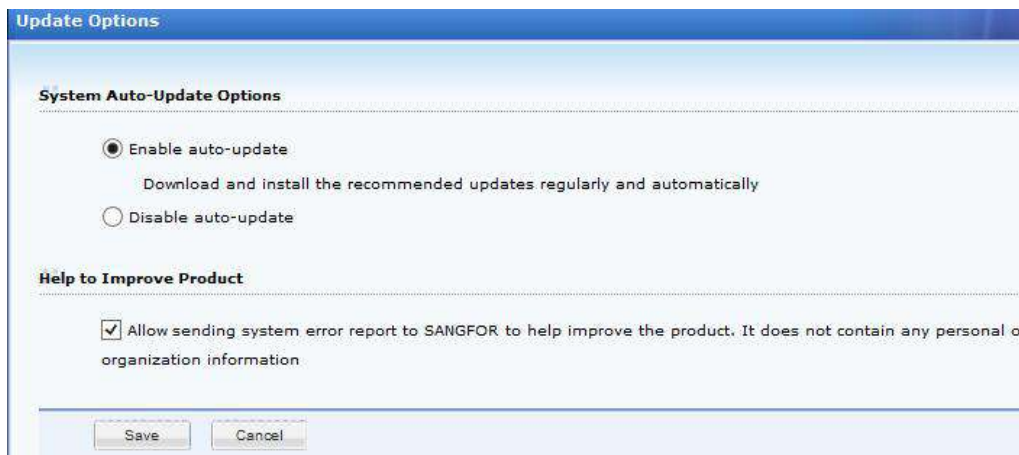 Update Options
System Auto-Update Options
Enable auto-update
Download and install the recommended updates regularly and automatically
Disable auto-update
Help to Improve Product
Allow sending system error report to SANGFOR to help improve the product. It does not contain any personal
organization information
Save Cancel